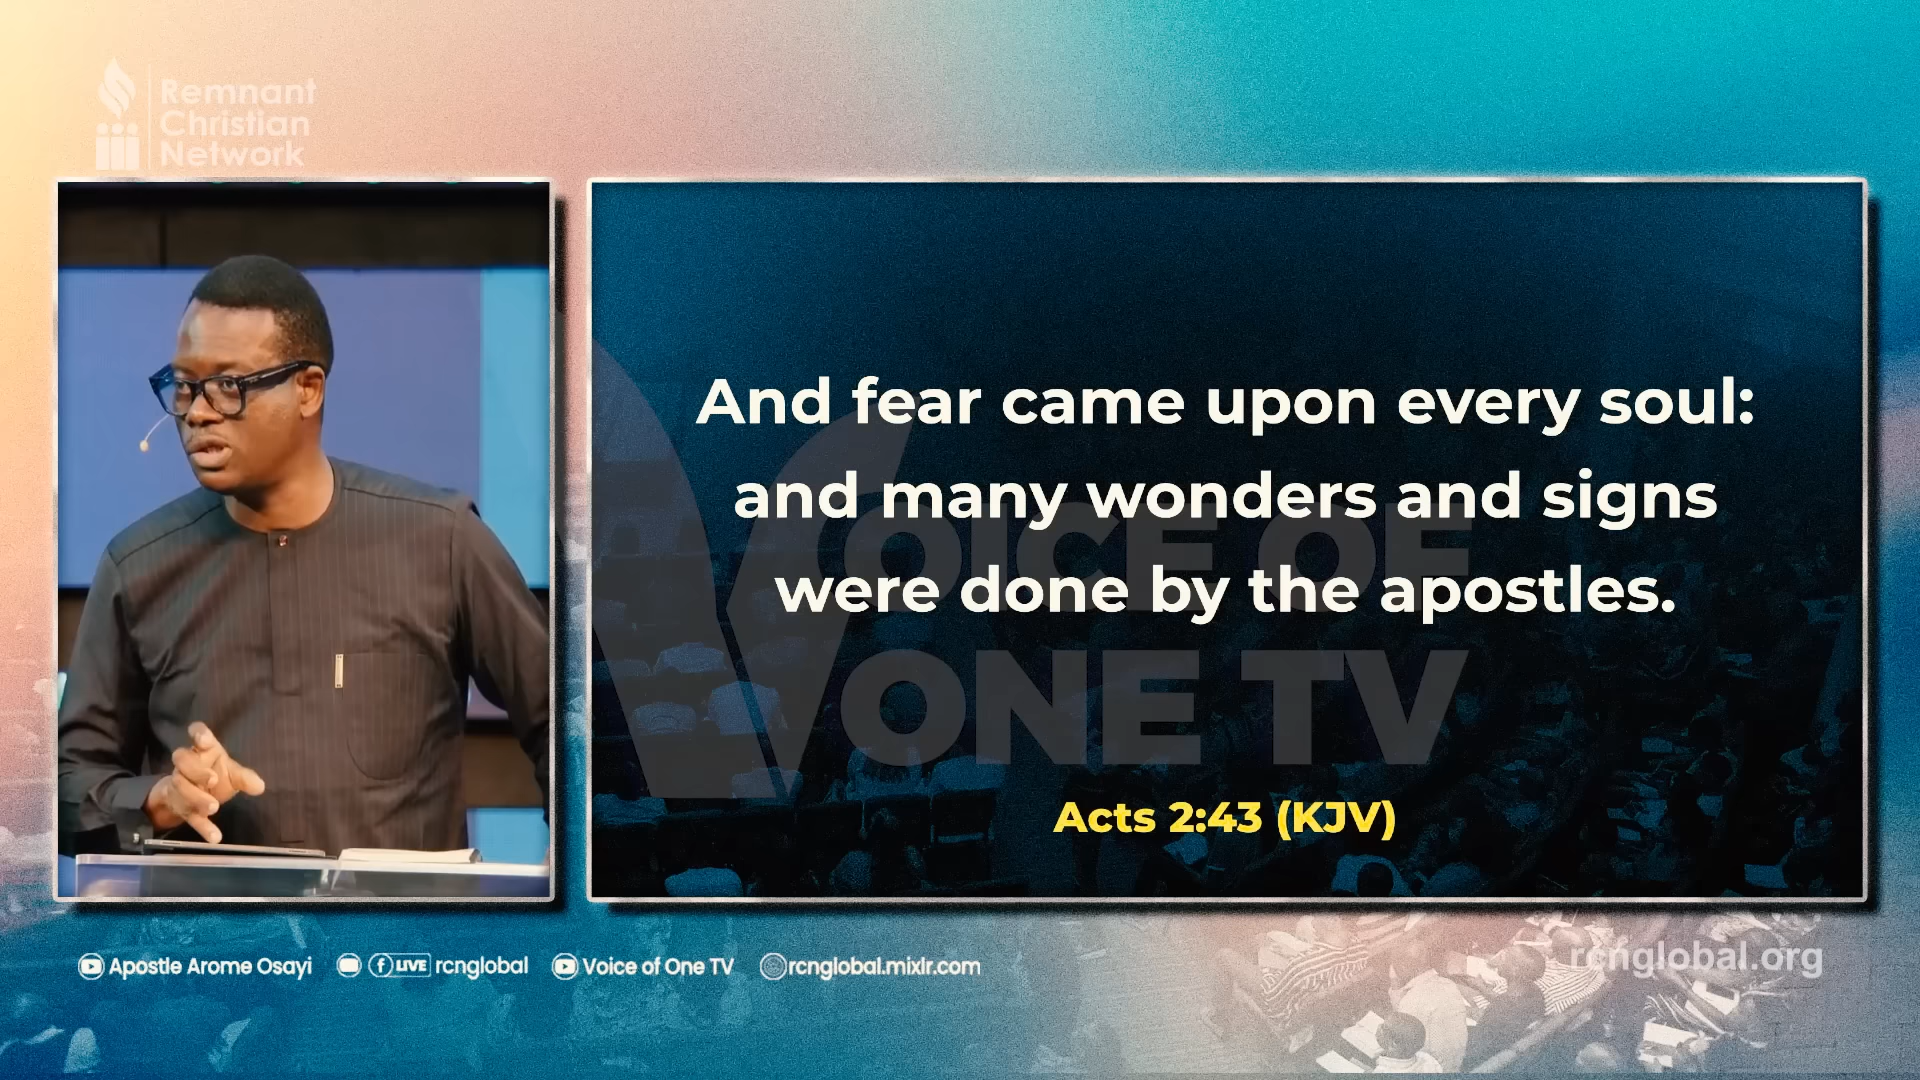 Remnant
Christian
Network
And fear came upon every soul:
and many wonders and signs
were done by the apostles.
VOICE OF
ONE TV
Acts 2:43 (KJV)
Apostle Arome Osayi
LIVE rcnglobal
Voice of One TV
rcnglobal.mixlr.com
rcnglobal.org